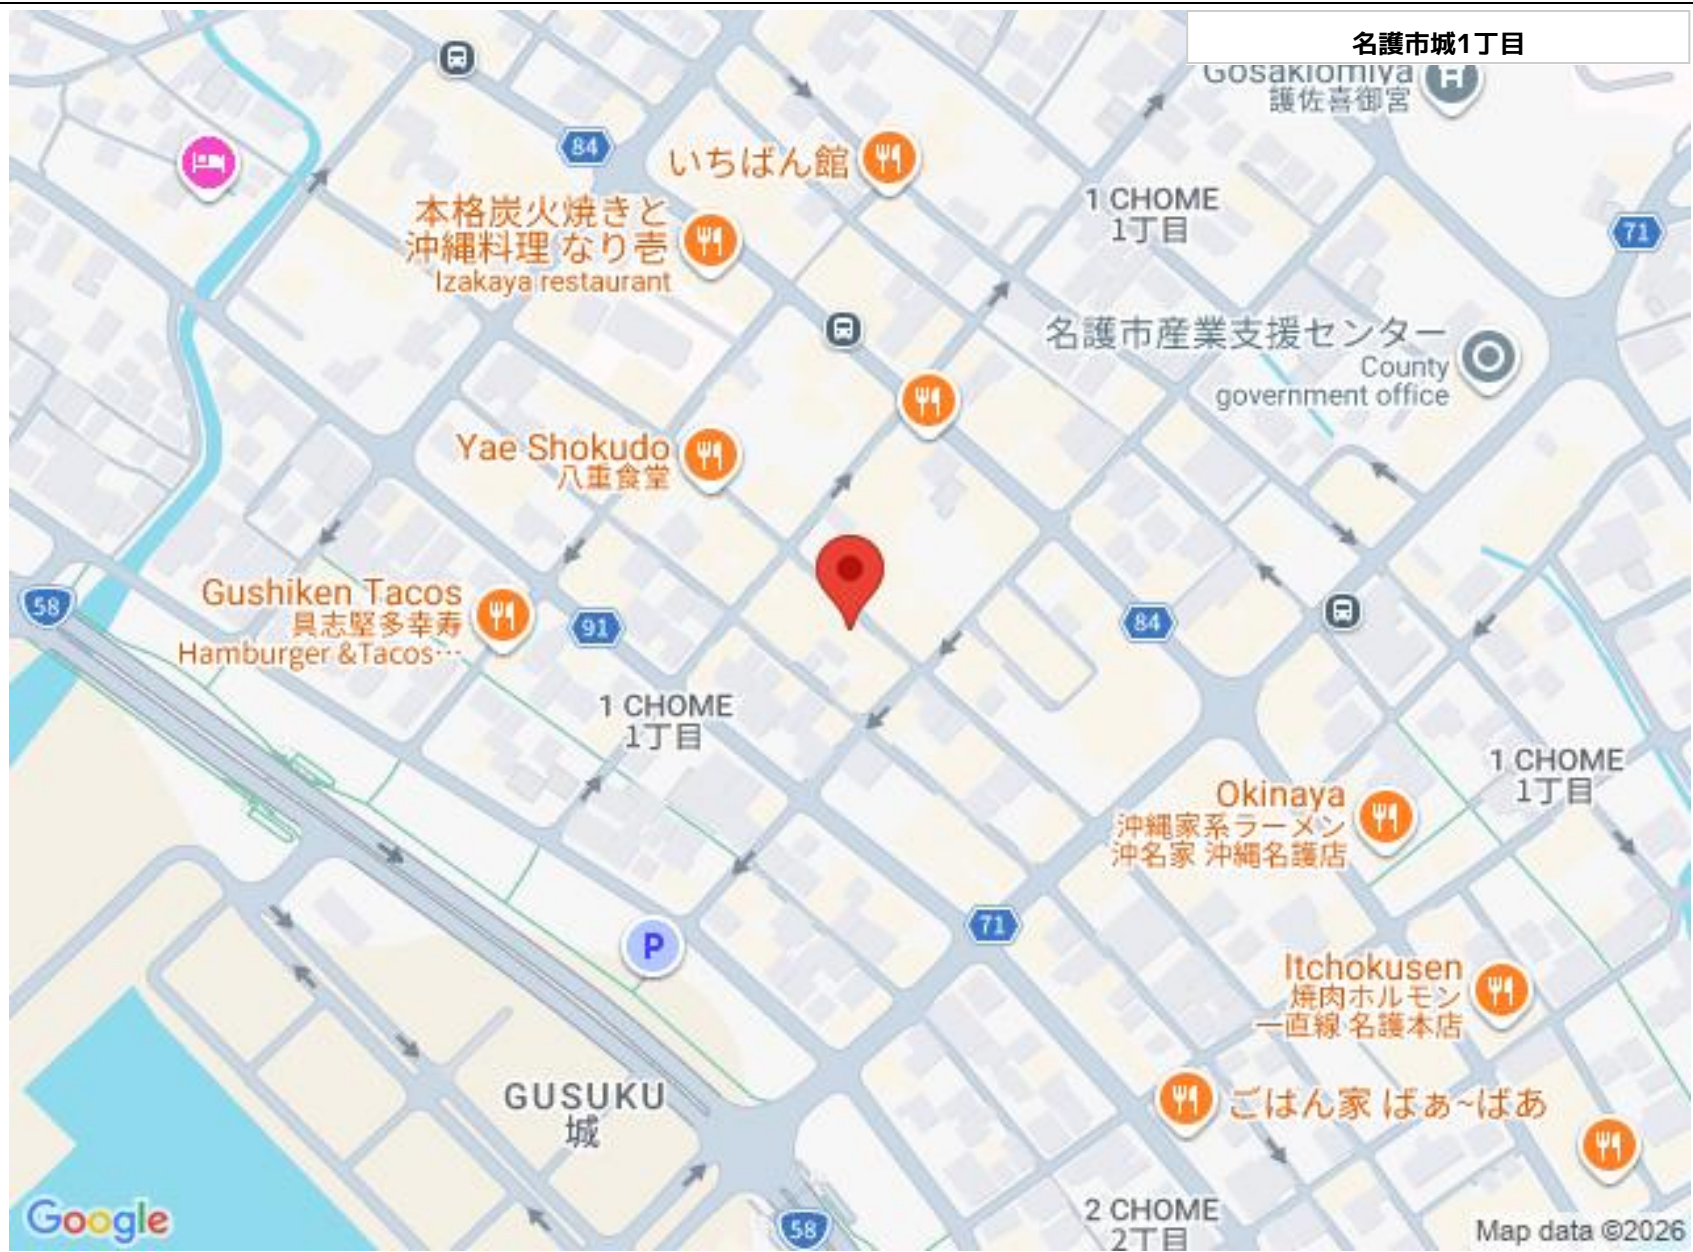 名護市城1丁目
Gosakiomiya
護佐喜御宮
84
いちばん館
1 CHOME
1丁目
本格炭火焼きと
沖縄料理 なり壱
Izakaya restaurant
71
名護市産業支援センター
County
government office
Yae Shokudo
八重食堂
58
Gushiken Tacos
具志堅多幸寿
Hamburger &Tacos…
91
84
1 CHOME
1丁目
1 CHOME
1丁目
Okinaya
沖縄家系ラーメン
沖名家 沖縄名護店
71
P
Itchokusen
焼肉ホルモン
一直線 名護本店
GUSUKU
城
ごはん家 ばぁ~ばあ
2 CHOME
2丁目
58
Google
Map data ©2026